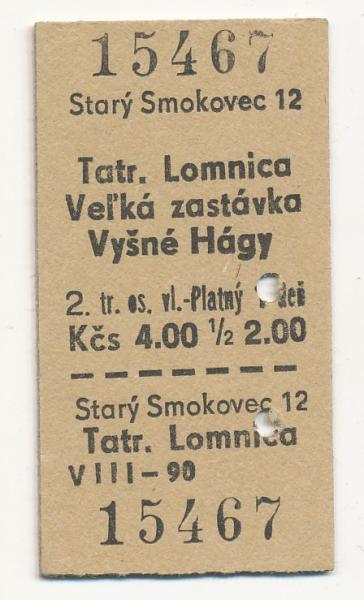 15467
Starý Smokovec 12
Tatr. Lomnica
Veľká zastávka
Vyšné Hágy
2. tr. os. vl.-Platný deň
Kčs 4.00 ½ 2.00
Starý Smokovec 12
Tatr. Lomnica
VIII-90
15467